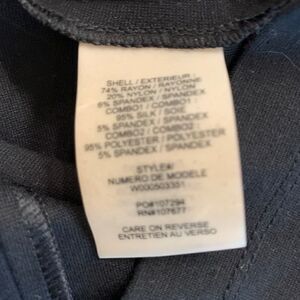 SHELL / EXTERIEUR :
74% RAYON / RAYONNE
20% NYLON / NYLON
6% SPANDEX / SPANDEX
COMBO1 / COMBO1 :
95% SILK / SOIE
5% SPANDEX / SPANDEX
COMBO2 / COMBO2 :
95% POLYESTER / POLYESTER
5% SPANDEX / SPANDEX
STYLE#/
NUMERO DE MODELE
W000503351
PO#107294
RN#107677
CARE ON REVERSE
ENTRETIEN AU VERSO